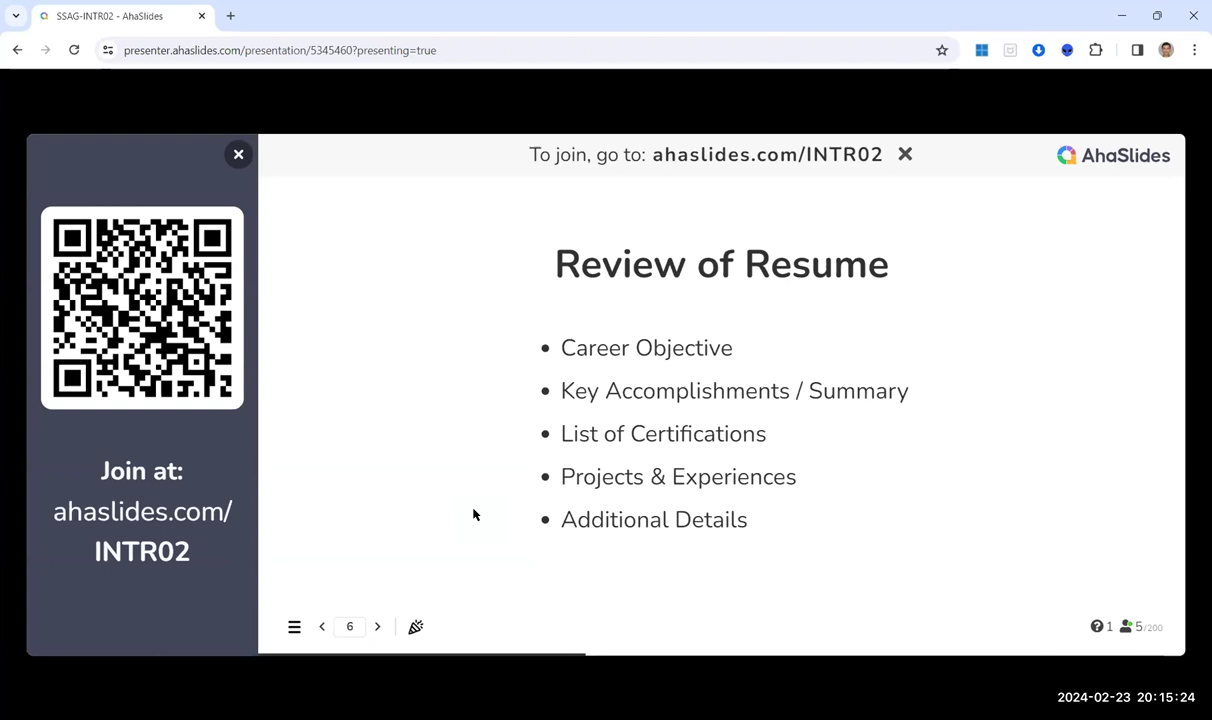 SSAG-INTR02 - AhaSlides
presenter.ahaslides.com/presentation/5345460?presenting=true
To join, go to: ahaslides.com/INTR02
AhaSlides
Review of Resume
• Career Objective
• Key Accomplishments / Summary
• List of Certifications
• Projects & Experiences
• Additional Details
Join at:
ahaslides.com/
INTR02
6
1 5/200
2024-02-23 20:15:24